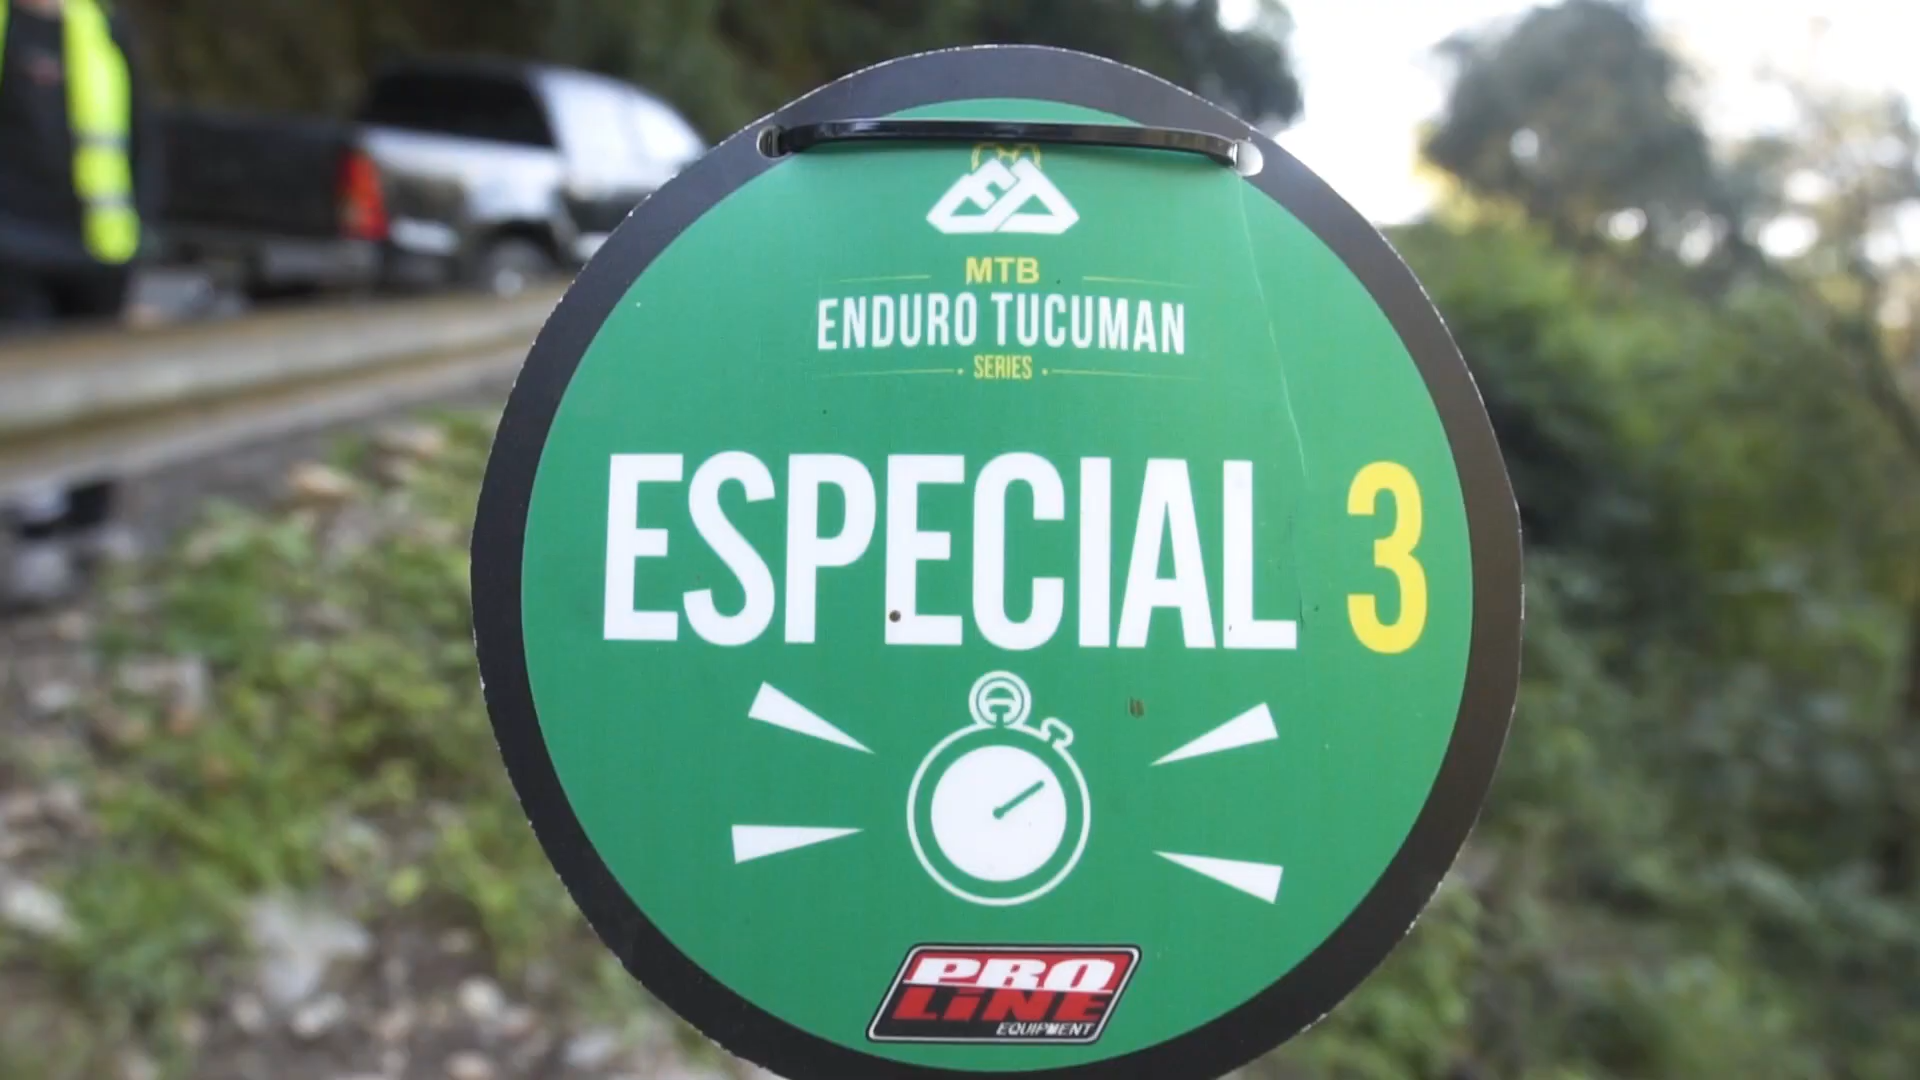 MTB
ENDURO TUCUMAN
SERIES
ESPECIAL 3
PRO
LINE
EQUIPMENT